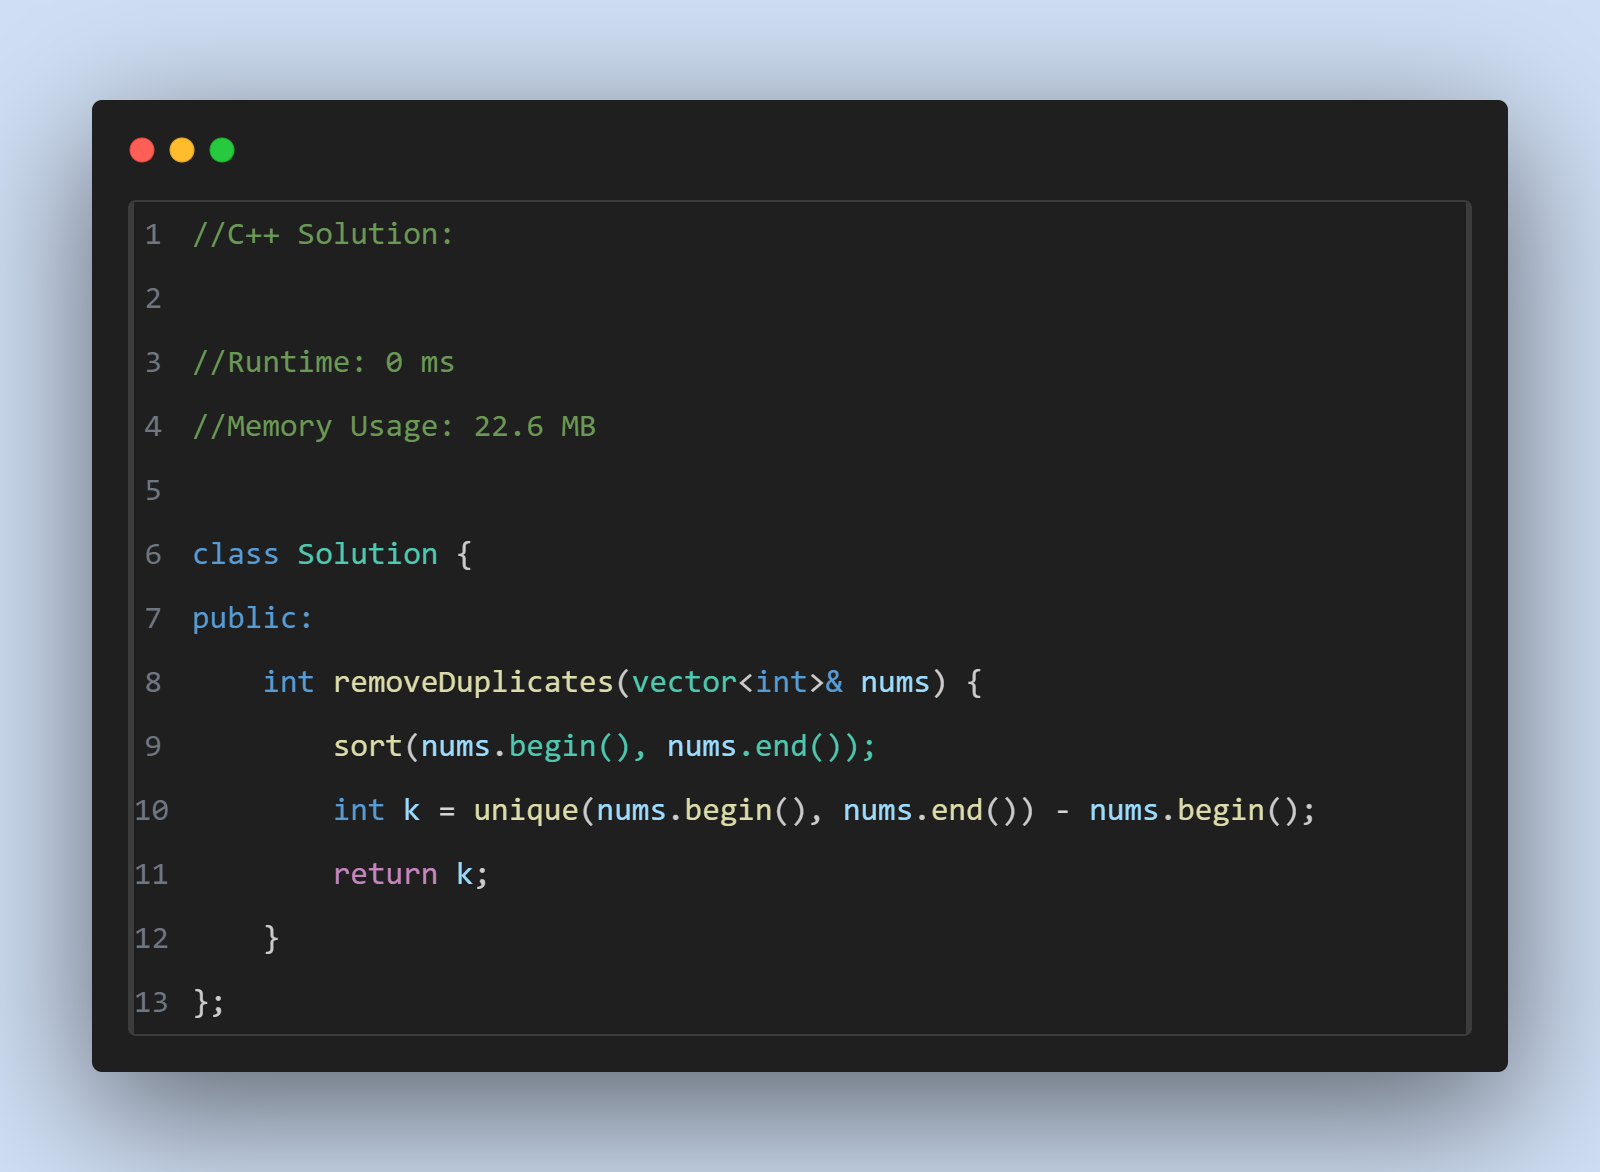 1 //C++ Solution:
2
3 //Runtime: 0 ms
4 //Memory Usage: 22.6 MB
5
6 class Solution {
7 public:
8     int removeDuplicates(vector<int>& nums) {
9         sort(nums.begin(), nums.end());
10         int k = unique(nums.begin(), nums.end()) - nums.begin();
11         return k;
12     }
13 };